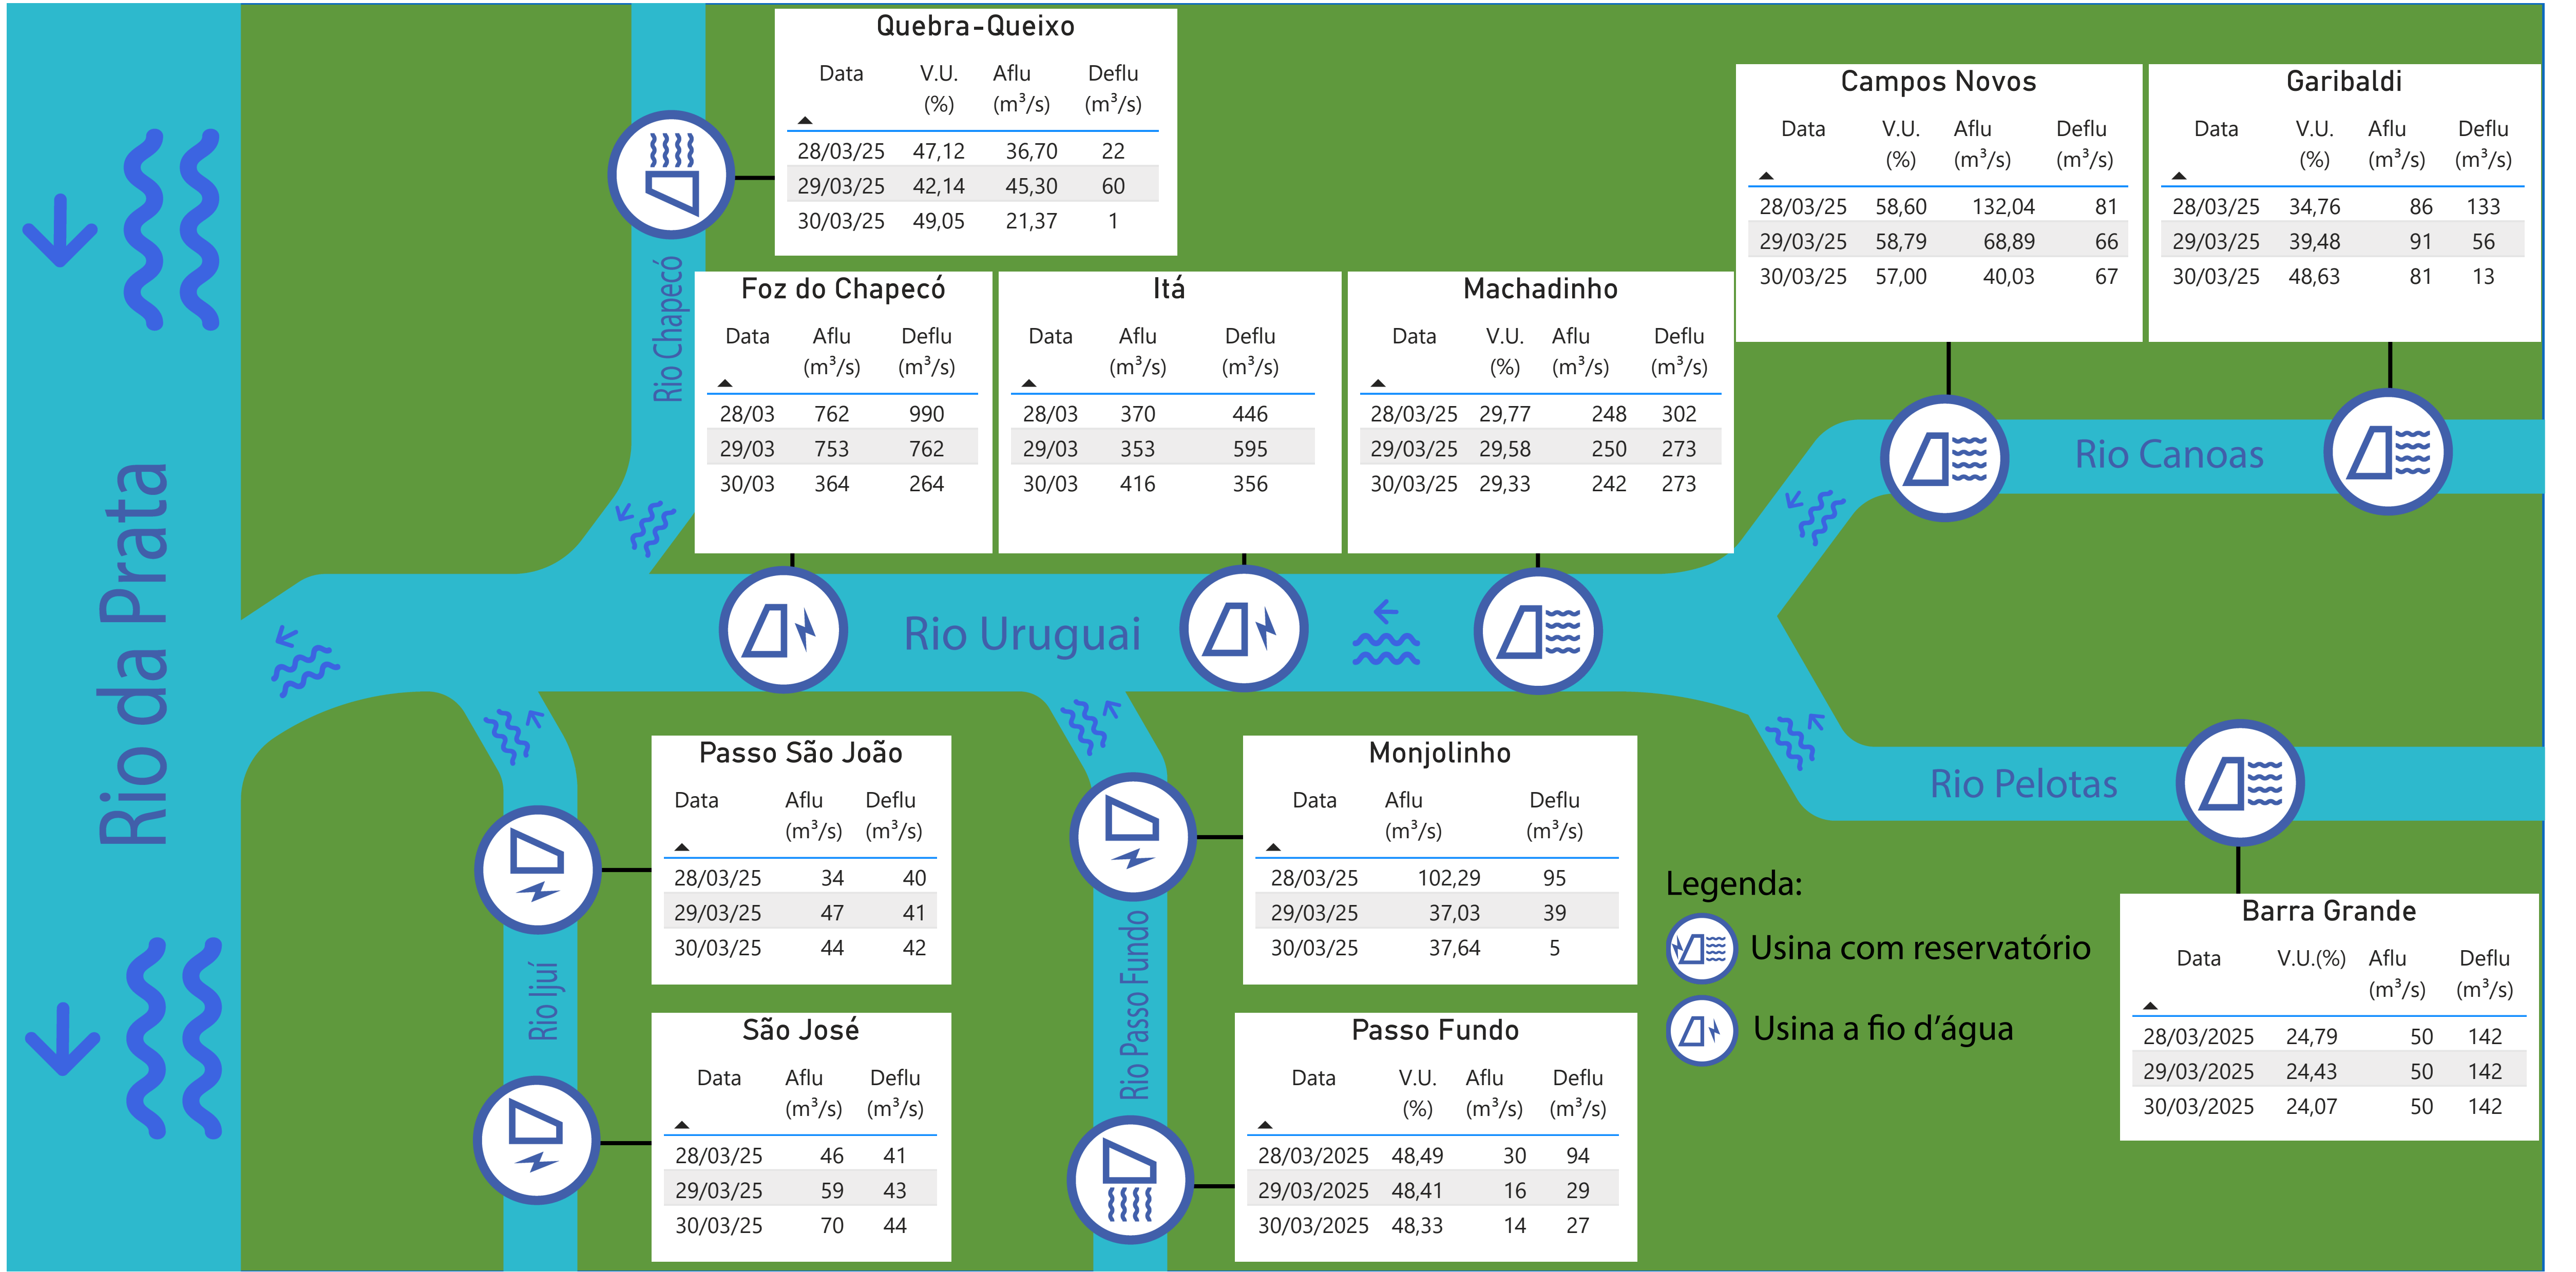 Quebra-Queixo
Data V.U. Aflu Deflu
(%) (m³/s) (m³/s)
28/03/25 47,12 36,70 22
29/03/25 42,14 45,30 60
30/03/25 49,05 21,37 1
Campos Novos
Data V.U. Aflu Deflu
(%) (m³/s) (m³/s)
28/03/25 58,60 132,04 81
29/03/25 58,79 68,89 66
30/03/25 57,00 40,03 67
Garibaldi
Data V.U. Aflu Deflu
(%) (m³/s) (m³/s)
28/03/25 34,76 86 133
29/03/25 39,48 91 56
30/03/25 48,63 81 13
Rio Chapecó
Foz do Chapecó
Data Aflu Deflu
(m³/s) (m³/s)
28/03 762 990
29/03 753 762
30/03 364 264
Itá
Data Aflu Deflu
(m³/s) (m³/s)
28/03 370 446
29/03 353 595
30/03 416 356
Machadinho
Data V.U. Aflu Deflu
(%) (m³/s) (m³/s)
28/03/25 29,77 248 302
29/03/25 29,58 250 273
30/03/25 29,33 242 273
Rio Canoas
Rio da Prata
Rio Uruguai
Rio Pelotas
Passo São João
Data Aflu Deflu
(m³/s) (m³/s)
28/03/25 34 40
29/03/25 47 41
30/03/25 44 42
Monjolinho
Data Aflu Deflu
(m³/s) (m³/s)
28/03/25 102,29 95
29/03/25 37,03 39
30/03/25 37,64 5
Rio Ijuí
Rio Passo Fundo
Legenda:
Usina com reservatório
Usina a fio d’água
Barra Grande
Data V.U.(%) Aflu Deflu
(m³/s) (m³/s)
28/03/2025 24,79 50 142
29/03/2025 24,43 50 142
30/03/2025 24,07 50 142
São José
Data Aflu Deflu
(m³/s) (m³/s)
28/03/25 46 41
29/03/25 59 43
30/03/25 70 44
Passo Fundo
Data V.U. Aflu Deflu
(%) (m³/s) (m³/s)
28/03/2025 48,49 30 94
29/03/2025 48,41 16 29
30/03/2025 48,33 14 27